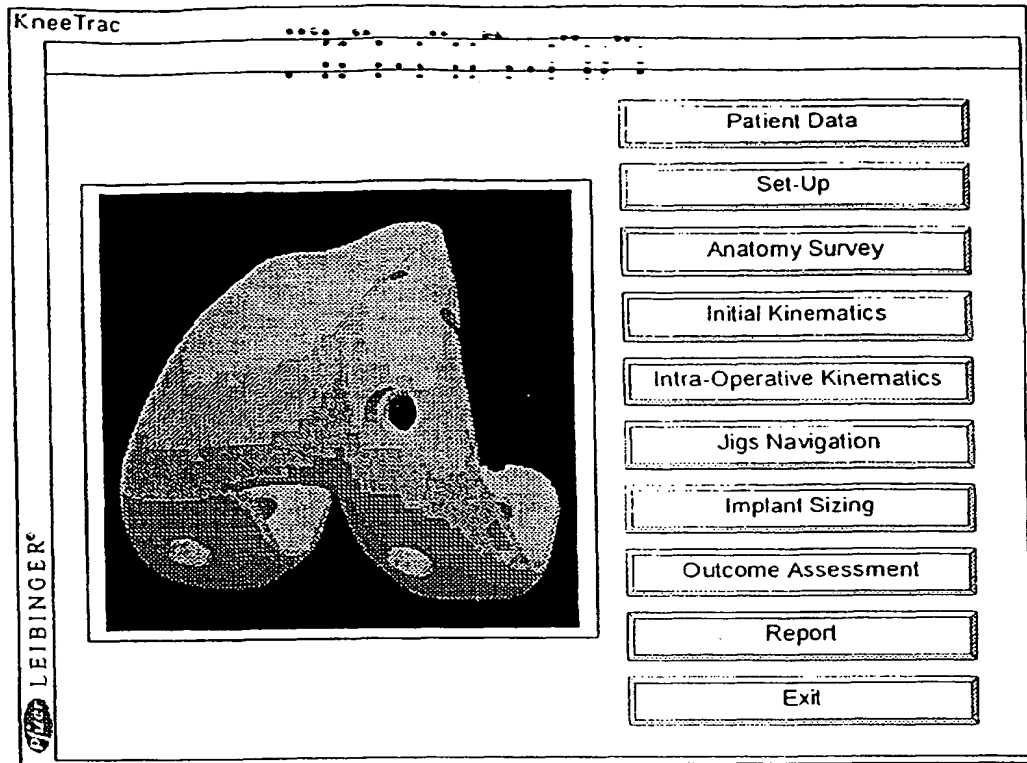 KneeTrac
Patient Data
Set-Up
Anatomy Survey
Initial Kinematics
Intra-Operative Kinematics
Jigs Navigation
Implant Sizing
Outcome Assessment
Report
Exit
LEIBINGER